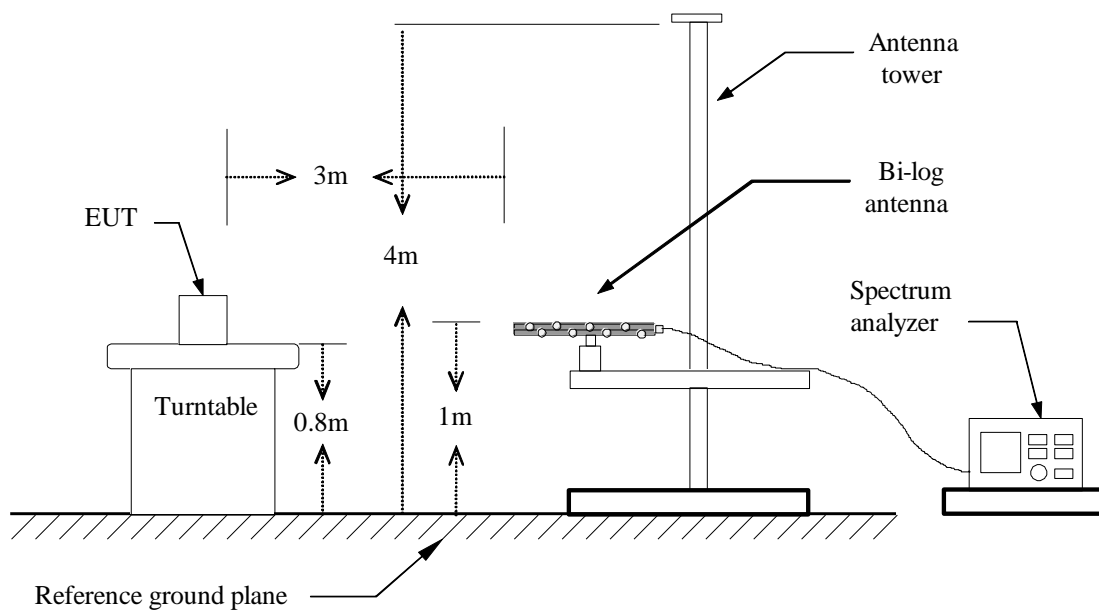 Antenna
tower
3m
Bi-log
antenna
EUT
4m
Spectrum
analyzer
Turntable
0.8m
1m
Reference ground plane